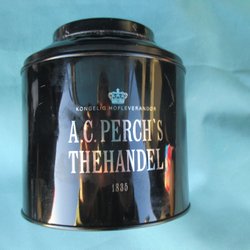 KONGELIG HOFLEVERANDØR
A.C. PERCH'S
THEHANDEL
1835